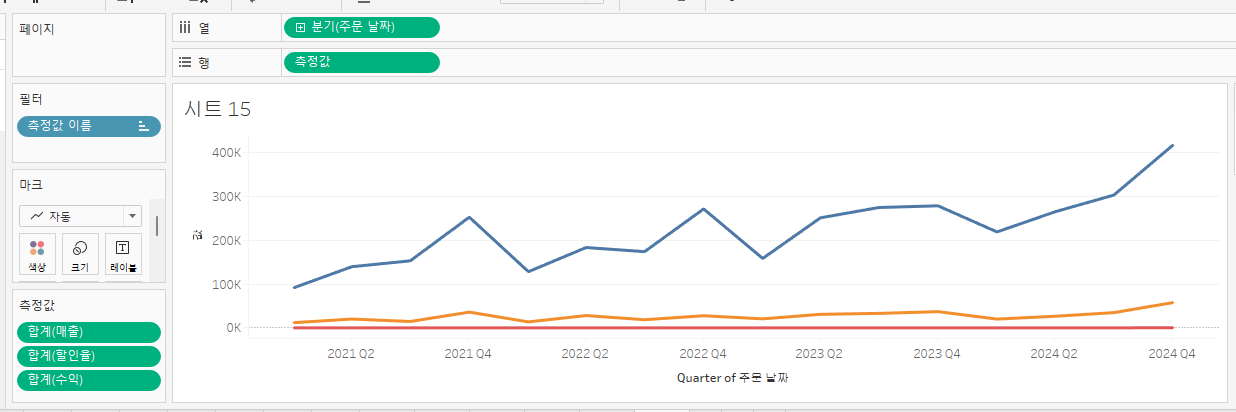 페이지
열
분기(주문 날짜)
행
측정값
필터
측정값 이름
마크
자동
색상
크기
레이블
측정값
합계(매출)
합계(할인율)
합계(수익)
시트 15
400K
300K
200K
100K
0K
값
2021 Q2
2021 Q4
2022 Q2
2022 Q4
2023 Q2
2023 Q4
2024 Q2
2024 Q4
Quarter of 주문 날짜